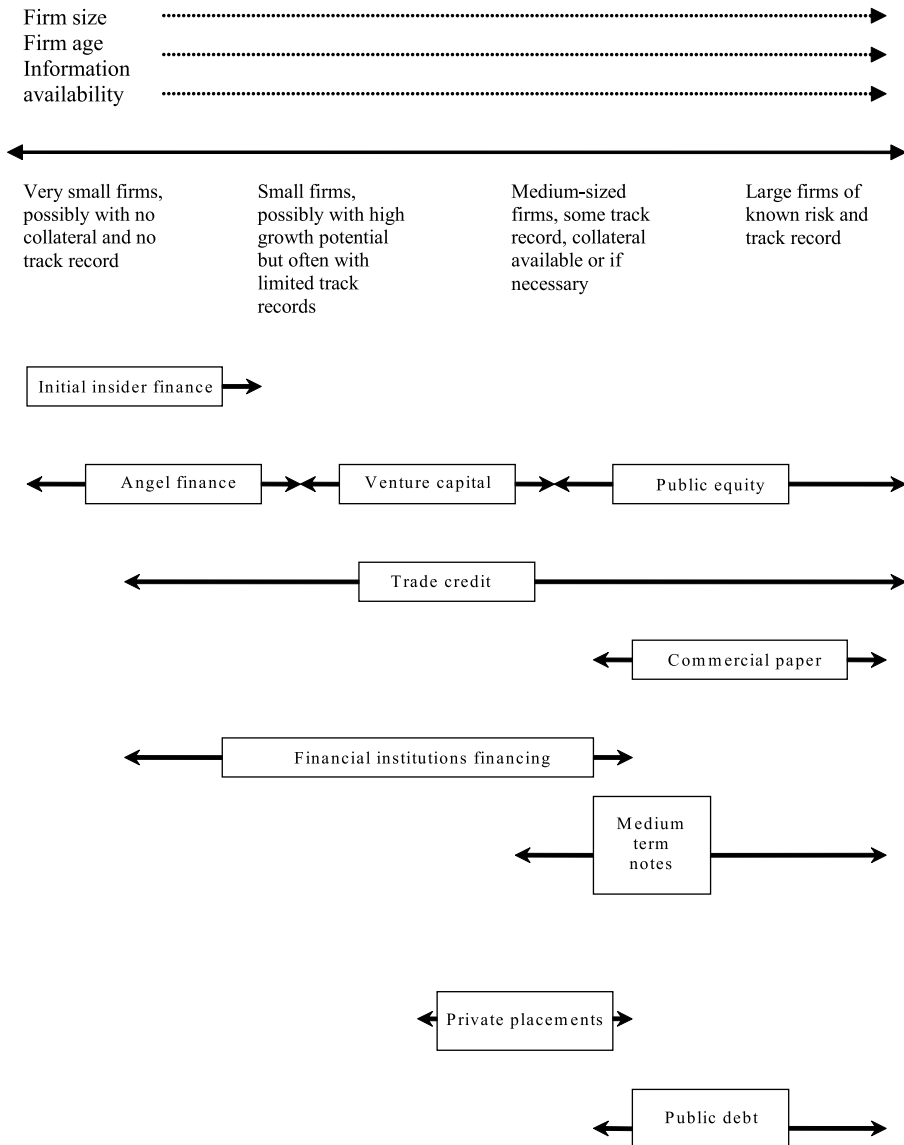 Firm size
Firm age
Information
availability
Very small firms,
possibly with no
collateral and no
track record
Small firms,
possibly with high
growth potential
but often with
limited track
records
Medium-sized
firms, some track
record, collateral
available or if
necessary
Large firms of
known risk and
track record
Initial insider finance
Angel finance
Venture capital
Public equity
Trade credit
Commercial paper
Financial institutions financing
Medium
term
notes
Private placements
Public debt